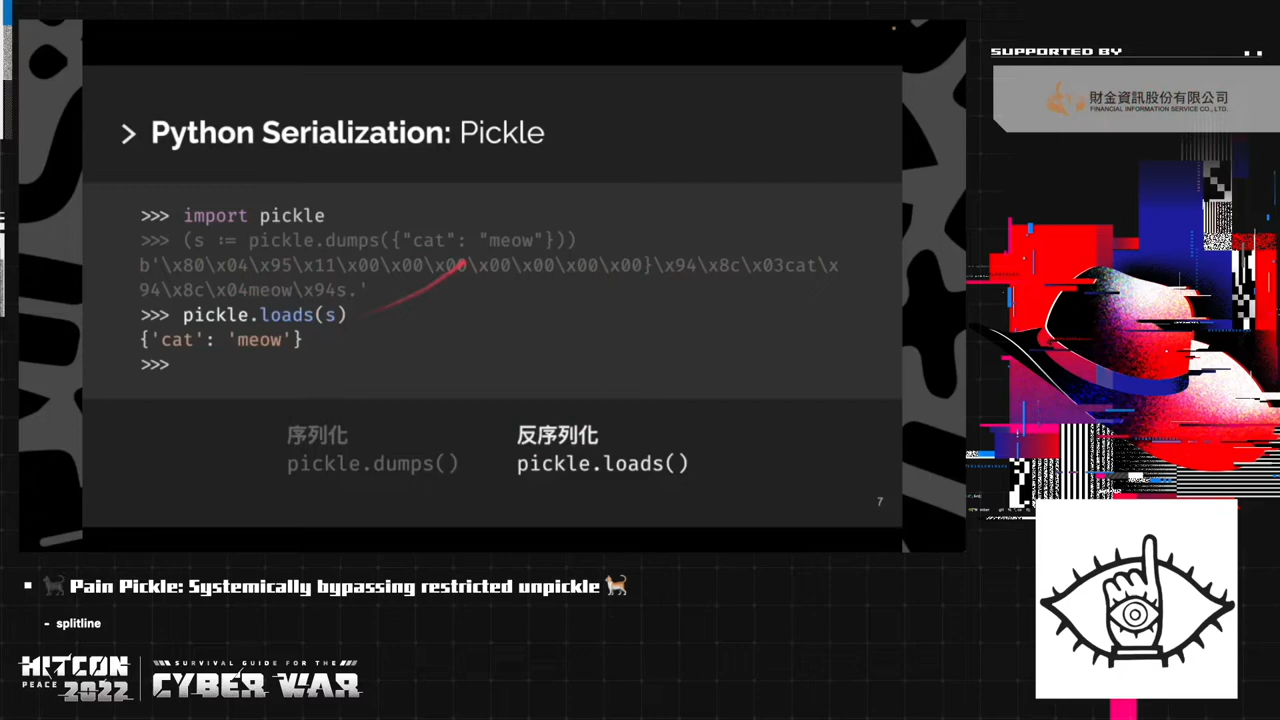 SUPPORTED BY
財金資訊股份有限公司
FINANCIAL INFORMATION SERVICE CO., LTD.
> Python Serialization: Pickle
>>> import pickle
>>> (s := pickle.dumps({"cat": "meow"}))
b'\x80\x04\x95\x11\x00\x00\x00\x00\x00\x00\x00}\x94\x8c\x03cat\x
94\x8c\x04meow\x94s.'
>>> pickle.loads(s)
{'cat': 'meow'}
>>>
序列化
pickle.dumps()
反序列化
pickle.loads()
7
Pain Pickle: Systemically bypassing restricted unpickle
- splitline
HITCON
PEACE 2022
SURVIVAL GUIDE FOR THE
CYBER WAR